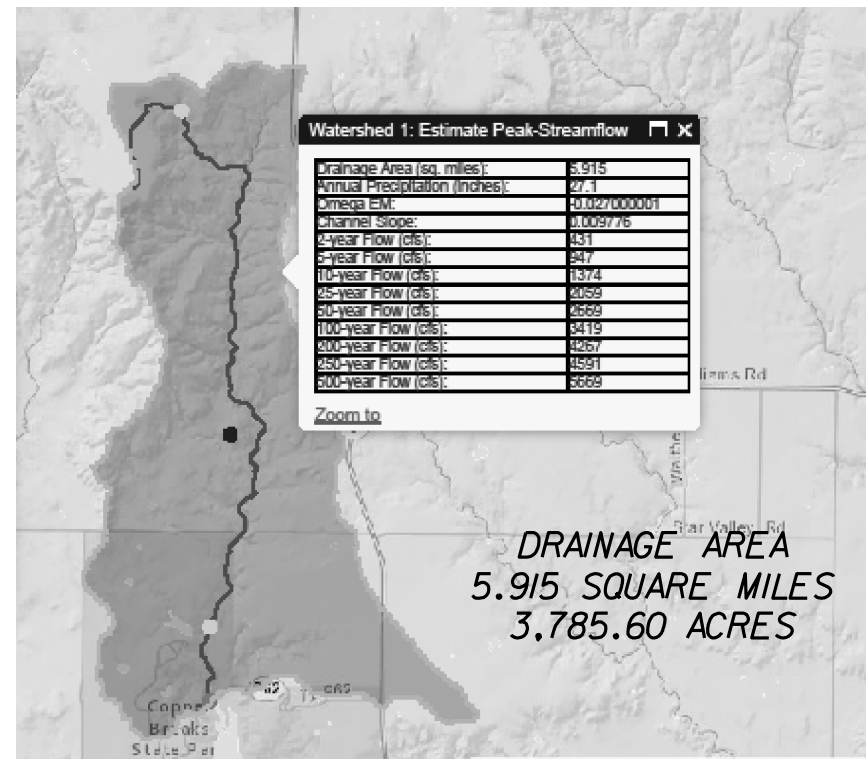 Watershed 1: Estimate Peak-Streamflow
Drainage Area (sq. miles): 5.915
Annual Precipitation (inches): 27.1
Omega EM: -0.027000001
Channel Slope: 0.009776
2-year Flow (cfs): 431
5-year Flow (cfs): 947
10-year Flow (cfs): 1374
25-year Flow (cfs): 2059
50-year Flow (cfs): 2669
100-year Flow (cfs): 3419
200-year Flow (cfs): 4267
250-year Flow (cfs): 4591
500-year Flow (cfs): 5669
Zoom to
Rd
Star Valley Rd
DRAINAGE AREA
5.915 SQUARE MILES
3,785.60 ACRES
State